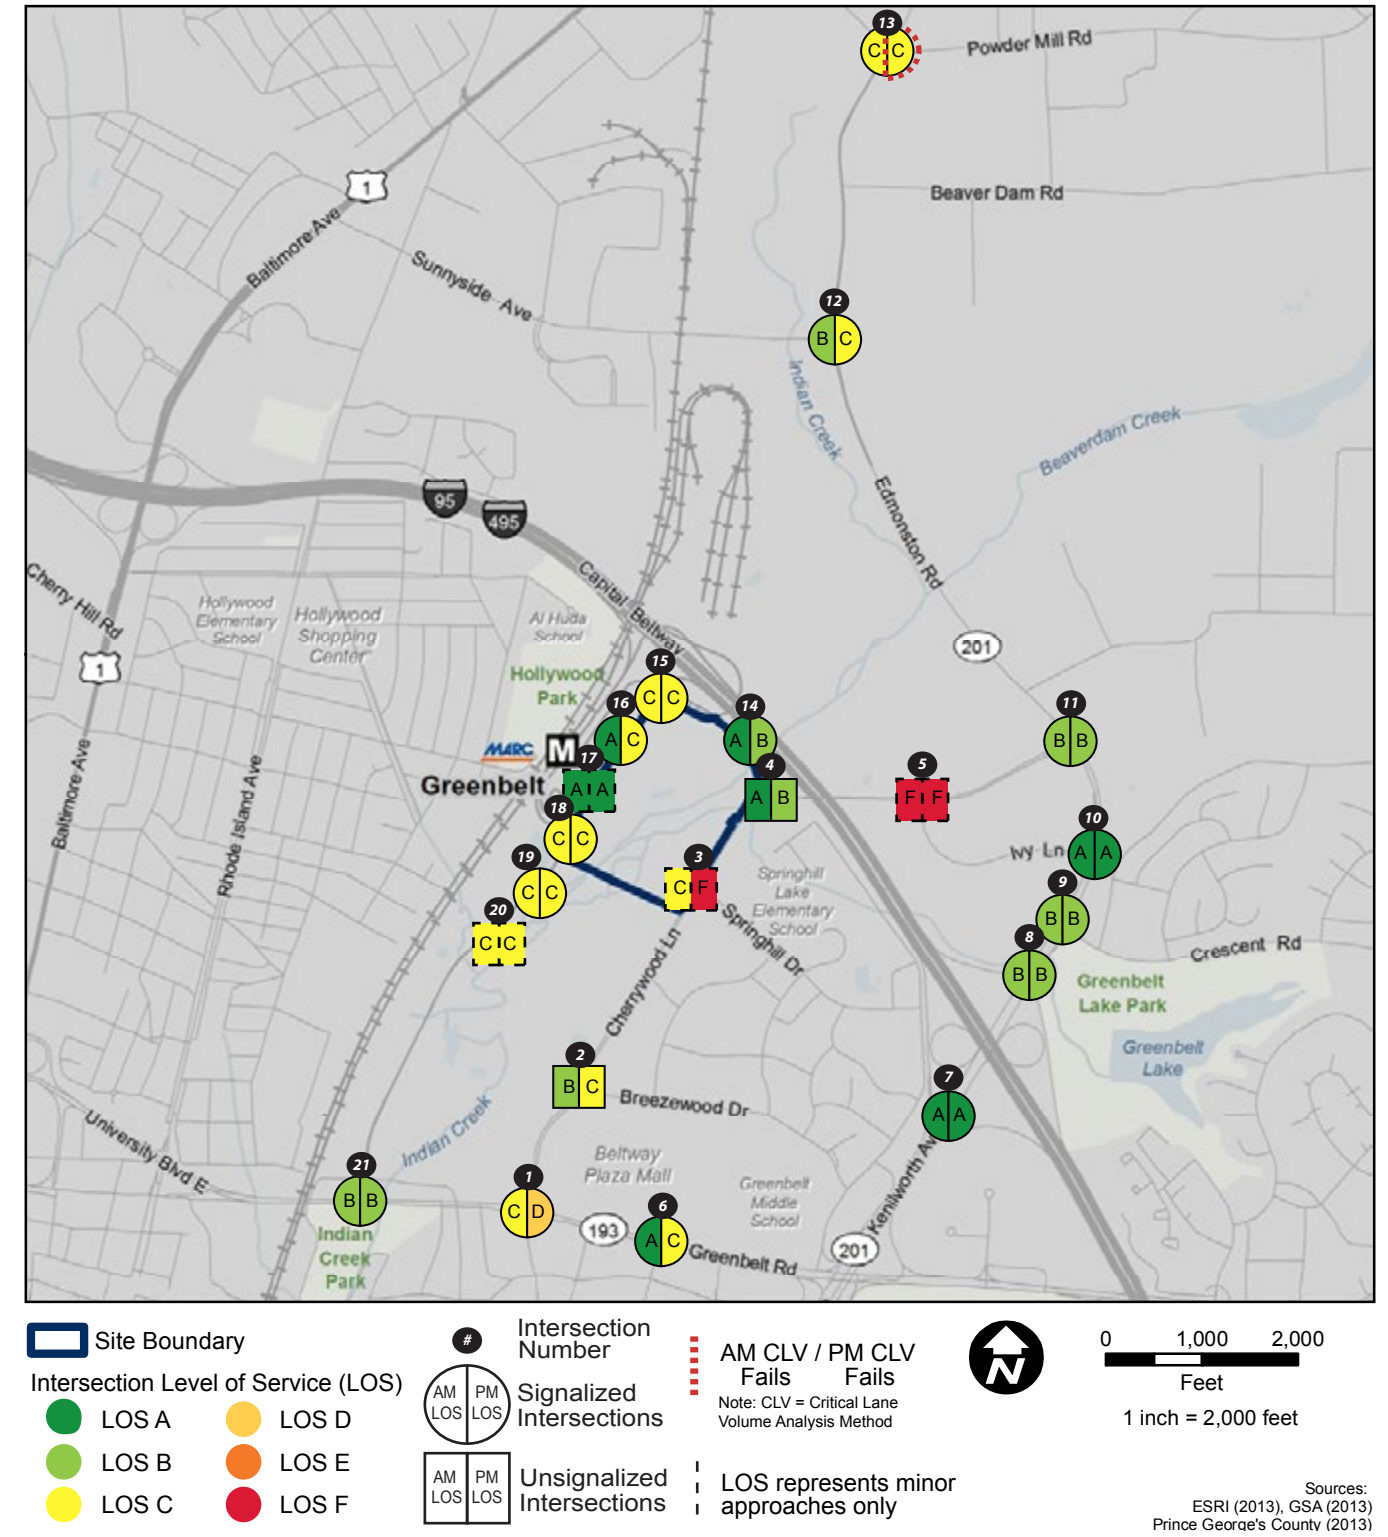 13
C C
Powder Mill Rd
1
Beaver Dam Rd
Baltimore Ave
Sunnyside Ave
12
B C
Indian Creek
Beaverdam Creek
95
495
Edmonston Rd
Cherry Hill Rd
Capital Beltway
Hollywood
Elementary
School
Hollywood
Shopping
Center
Al Huda
School
201
1
Hollywood
Park
15
C C
16
A C
14
A B
11
B B
MARC
M
17
A A
Greenbelt
4
A B
5
F F
Baltimore Ave
Rhode Island Ave
18
C C
10
A A
Ivy Ln
19
C C
3
C F
Springhill
Lake
Elementary
School
9
B B
20
C C
Springhill Dr
8
B B
Crescent Rd
Cherrywood Ln
Greenbelt
Lake Park
Greenbelt
Lake
2
B C
Breezewood Dr
7
A A
University Blvd E
Indian Creek
Beltway
Plaza Mall
21
B B
1
C D
Greenbelt
Middle
School
Kenilworth Av
6
A C
193
Greenbelt Rd
201
Indian
Creek
Park
Site Boundary
Intersection Level of Service (LOS)
LOS A
LOS B
LOS C
LOS D
LOS E
LOS F
#
Intersection
Number
AM LOS
PM LOS
Signalized
Intersections
AM LOS
PM LOS
Unsignalized
Intersections
AM CLV / PM CLV
Fails Fails
Note: CLV = Critical Lane
Volume Analysis Method
LOS represents minor
approaches only
N
0 1,000 2,000
Feet
1 inch = 2,000 feet
Sources:
ESRI (2013), GSA (2013)
Prince George's County (2013)